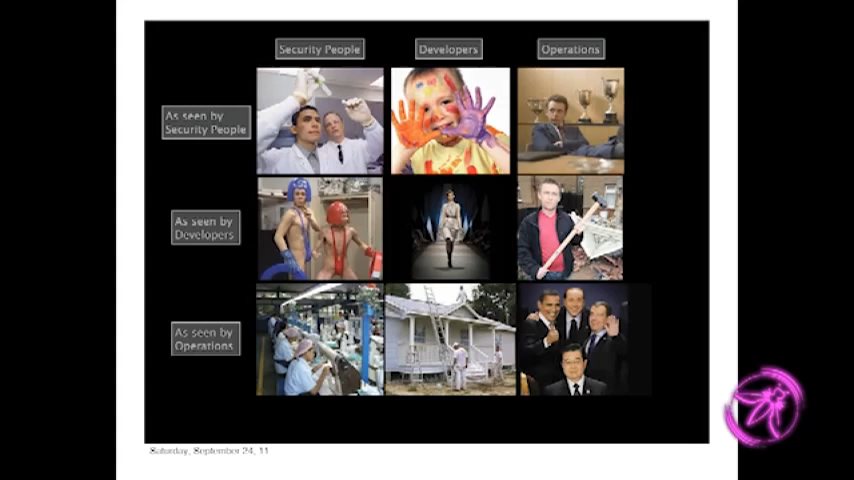 Security People
Developers
Operations
As seen by
Security People
As seen by
Developers
As seen by
Operations
Saturday, September 24, 11